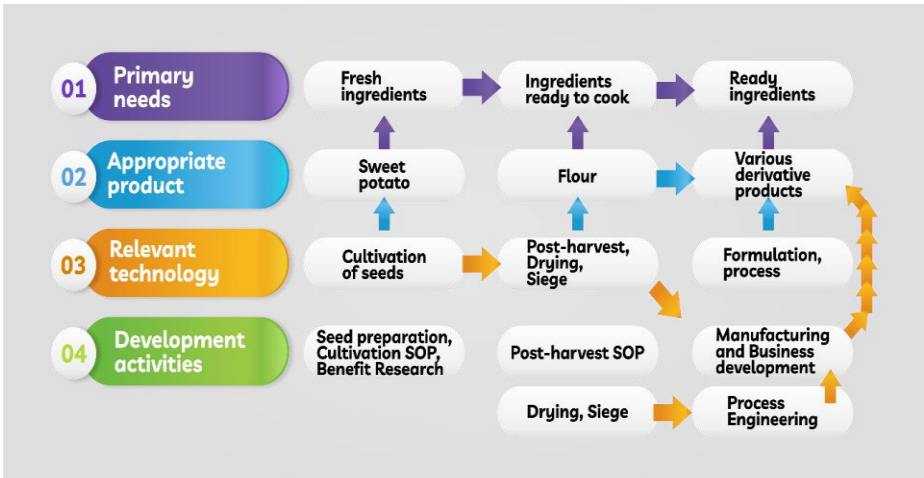 01
Primary
needs
Fresh
ingredients
Ingredients
ready to cook
Ready
ingredients
02
Appropriate
product
Sweet
potato
Flour
Various
derivative
products
03
Relevant
technology
Cultivation
of seeds
Post-harvest,
Drying,
Siege
Formulation,
process
04
Development
activities
Seed preparation,
Cultivation SOP,
Benefit Research
Post-harvest SOP
Manufacturing
and Business
development
Drying, Siege
Process
Engineering